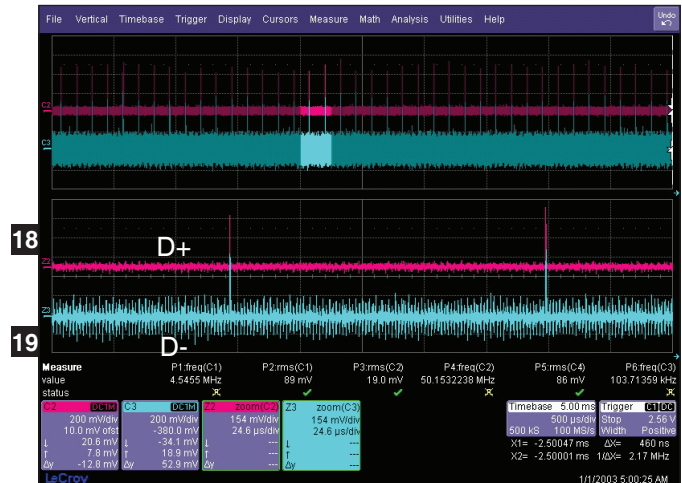 File Vertical Timebase Trigger Display Cursors Measure Math Analysis Utilities Help Undo
C2
C3
18
D+
Z2
Z3
19
D-
Measure P1:freq(C1) P2:rms(C1) P3:rms(C2) P4:freq(C2) P5:rms(C4) P6:freq(C3)
value 4.5455 MHz 89 mV 19.0 mV 50.1532238 MHz 86 mV 103.71359 kHz
status
C2 DC1M C3 DC1M Z2 zoom(C2) Z3 zoom(C3) Timebase 5.00 ms Trigger C1 DC
200 mV/div 200 mV/div 154 mV/div 154 mV/div 500 µs/div Stop 2.56 V
10.0 mV ofst -380.0 mV 24.6 µs/div 24.6 µs/div 500 kS 100 MS/s Width Positive
↓ 20.6 mV ↓ -34.1 mV ↓ --- ↓ --- X1= -2.50047 ms ΔX= 460 ns
↑ 7.8 mV ↑ 18.9 mV ↑ --- ↑ --- X2= -2.50001 ms 1/ΔX= 2.17 MHz
Δy -12.8 mV Δy 52.9 mV Δy --- Δy ---
LeCroy 1/1/2003 5:00:25 AM